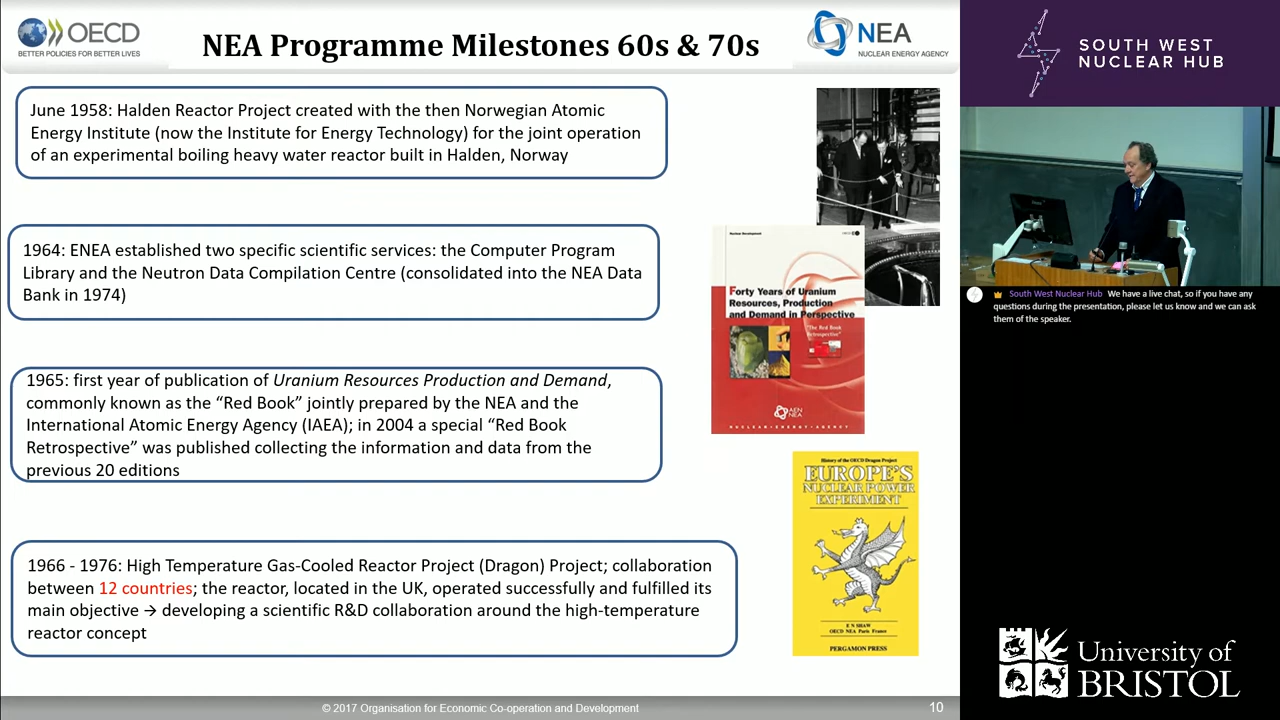 OECD
BETTER POLICIES FOR BETTER LIVES
NEA Programme Milestones 60s & 70s
NEA
NUCLEAR ENERGY AGENCY
SOUTH WEST
NUCLEAR HUB
June 1958: Halden Reactor Project created with the then Norwegian Atomic
Energy Institute (now the Institute for Energy Technology) for the joint operation
of an experimental boiling heavy water reactor built in Halden, Norway
1964: ENEA established two specific scientific services: the Computer Program
Library and the Neutron Data Compilation Centre (consolidated into the NEA Data
Bank in 1974)
1965: first year of publication of Uranium Resources Production and Demand,
commonly known as the “Red Book” jointly prepared by the NEA and the
International Atomic Energy Agency (IAEA); in 2004 a special “Red Book
Retrospective” was published collecting the information and data from the
previous 20 editions
1966 - 1976: High Temperature Gas-Cooled Reactor Project (Dragon) Project; collaboration
between 12 countries; the reactor, located in the UK, operated successfully and fulfilled its
main objective → developing a scientific R&D collaboration around the high-temperature
reactor concept
Nuclear Development
Forty Years of Uranium
Resources, Production
and Demand in Perspective
"The Red Book
Retrospective"
AEN
NEA
NUCLEAR•ENERGY•AGENCY
History of the OECD Dragon Project
EUROPE'S
NUCLEAR POWER
EXPERIMENT
E N SHAW
OECD NEA Paris France
PERGAMON PRESS
© 2017 Organisation for Economic Co-operation and Development
10
South West Nuclear Hub We have a live chat, so if you have any
questions during the presentation, please let us know and we can ask
them of the speaker.
University of
BRISTOL